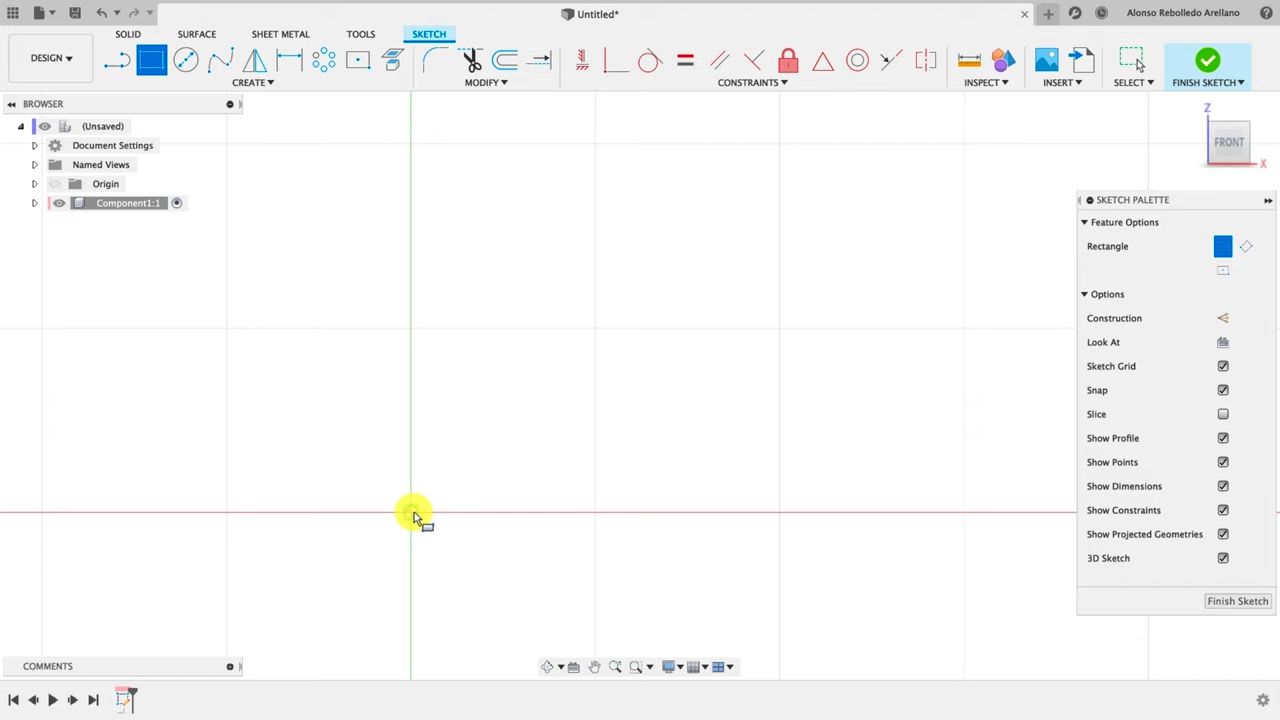 Untitled*
Alonso Rebolledo Arellano
SOLID
SURFACE
SHEET METAL
TOOLS
SKETCH
DESIGN
CREATE
MODIFY
CONSTRAINTS
INSPECT
INSERT
SELECT
FINISH SKETCH
BROWSER
(Unsaved)
Document Settings
Named Views
Origin
Component1:1
Z
FRONT
X
SKETCH PALETTE
Feature Options
Rectangle
Options
Construction
Look At
Sketch Grid
Snap
Slice
Show Profile
Show Points
Show Dimensions
Show Constraints
Show Projected Geometries
3D Sketch
Finish Sketch
COMMENTS